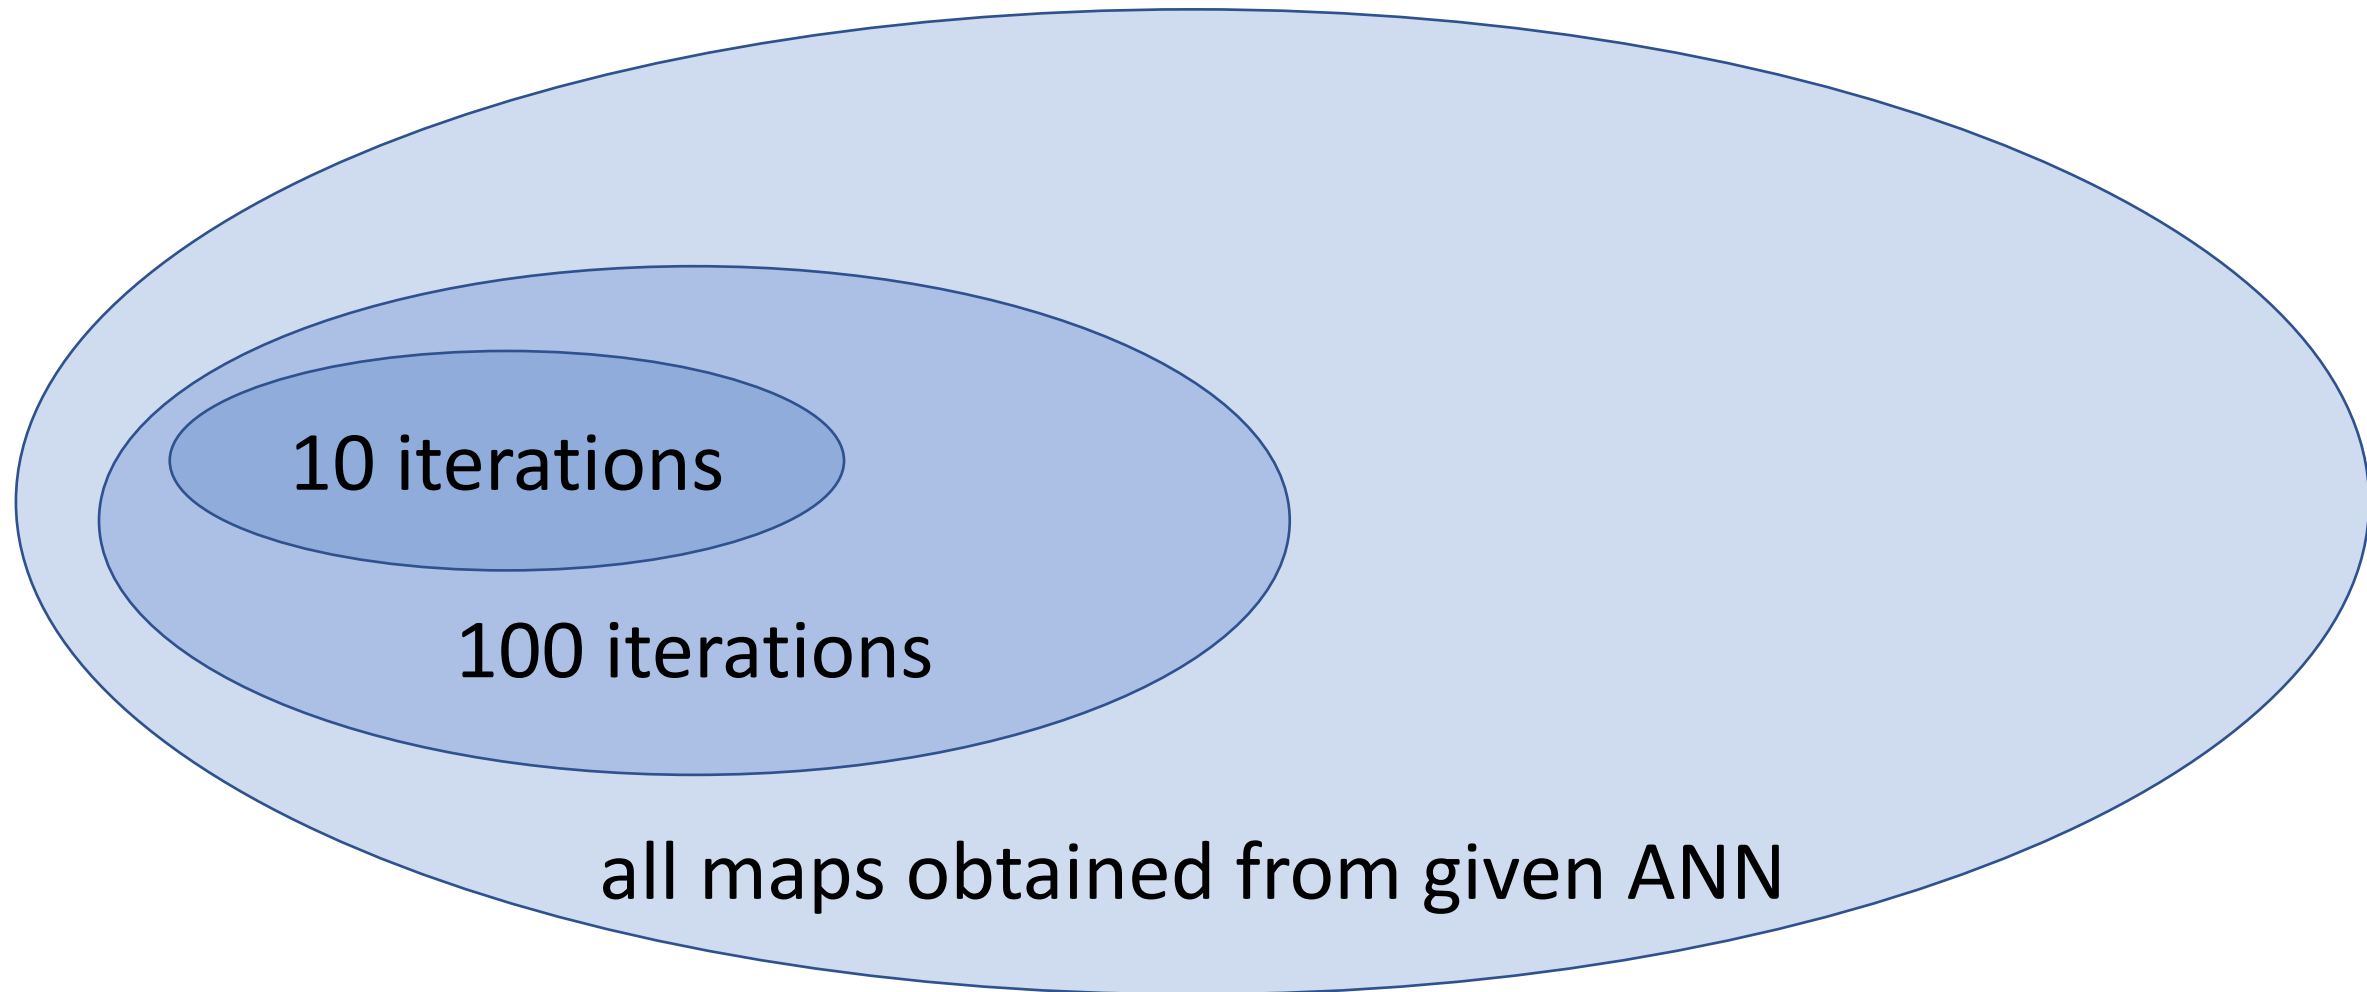 10 iterations
100 iterations
all maps obtained from given ANN